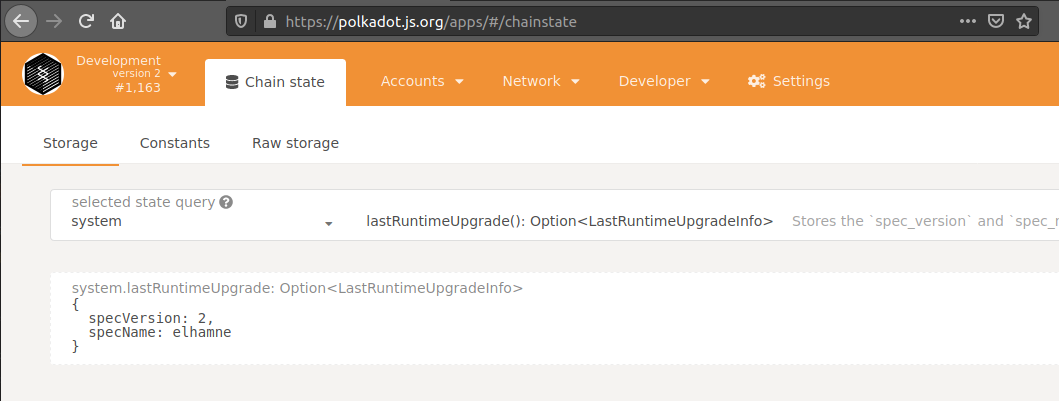 https://polkadot.js.org/apps/#/chainstate
Development
version 2
#1,163
Chain state
Accounts
Network
Developer
Settings
Storage
Constants
Raw storage
selected state query
system
lastRuntimeUpgrade(): Option<LastRuntimeUpgradeInfo>
Stores the `spec_version` and `spec_
system.lastRuntimeUpgrade: Option<LastRuntimeUpgradeInfo>
{
specVersion: 2,
specName: elhamne
}